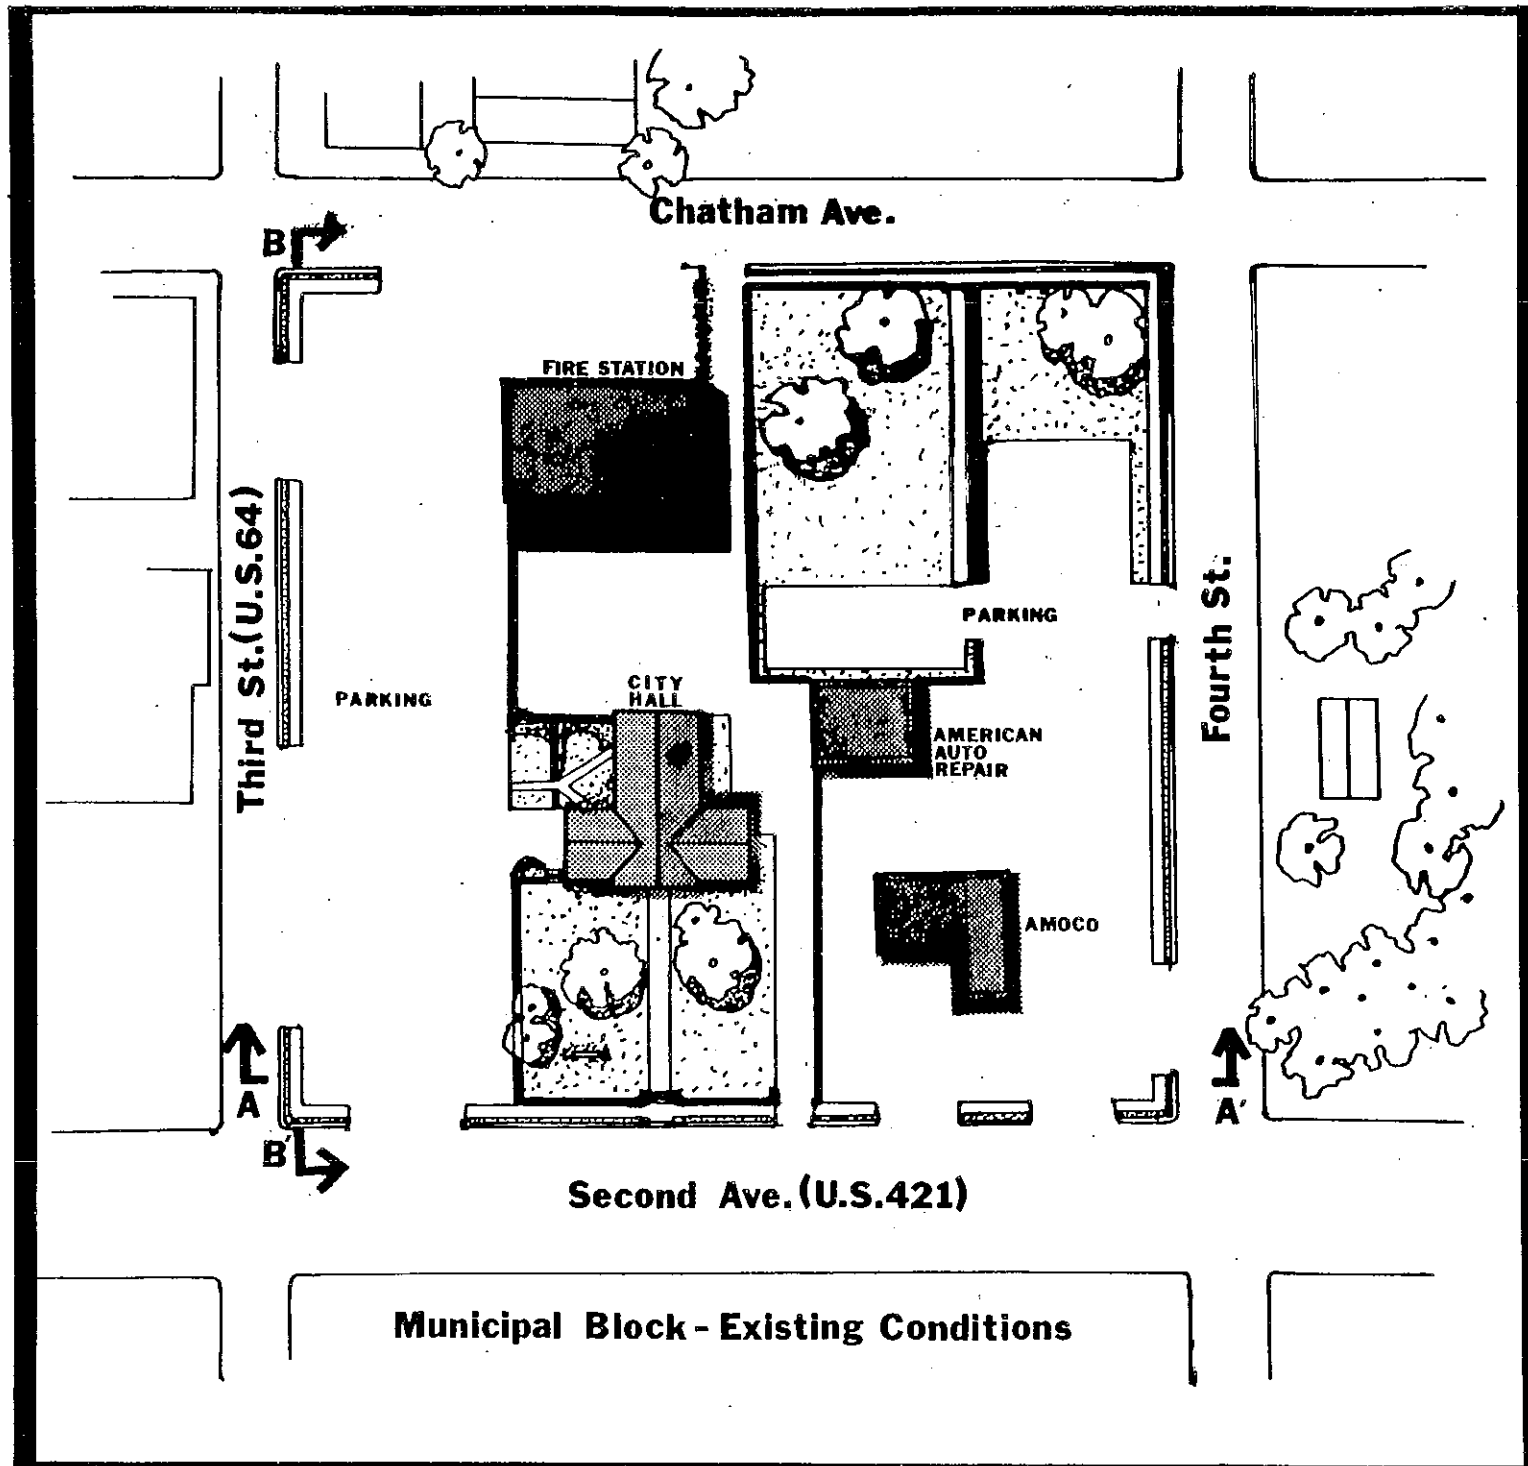 Chatham Ave.
B
FIRE STATION
Third St.(U.S.64)
PARKING
CITY
HALL
PARKING
AMERICAN
AUTO
REPAIR
Fourth St.
AMOCO
A
A'
B'
Second Ave.(U.S.421)
Municipal Block - Existing Conditions